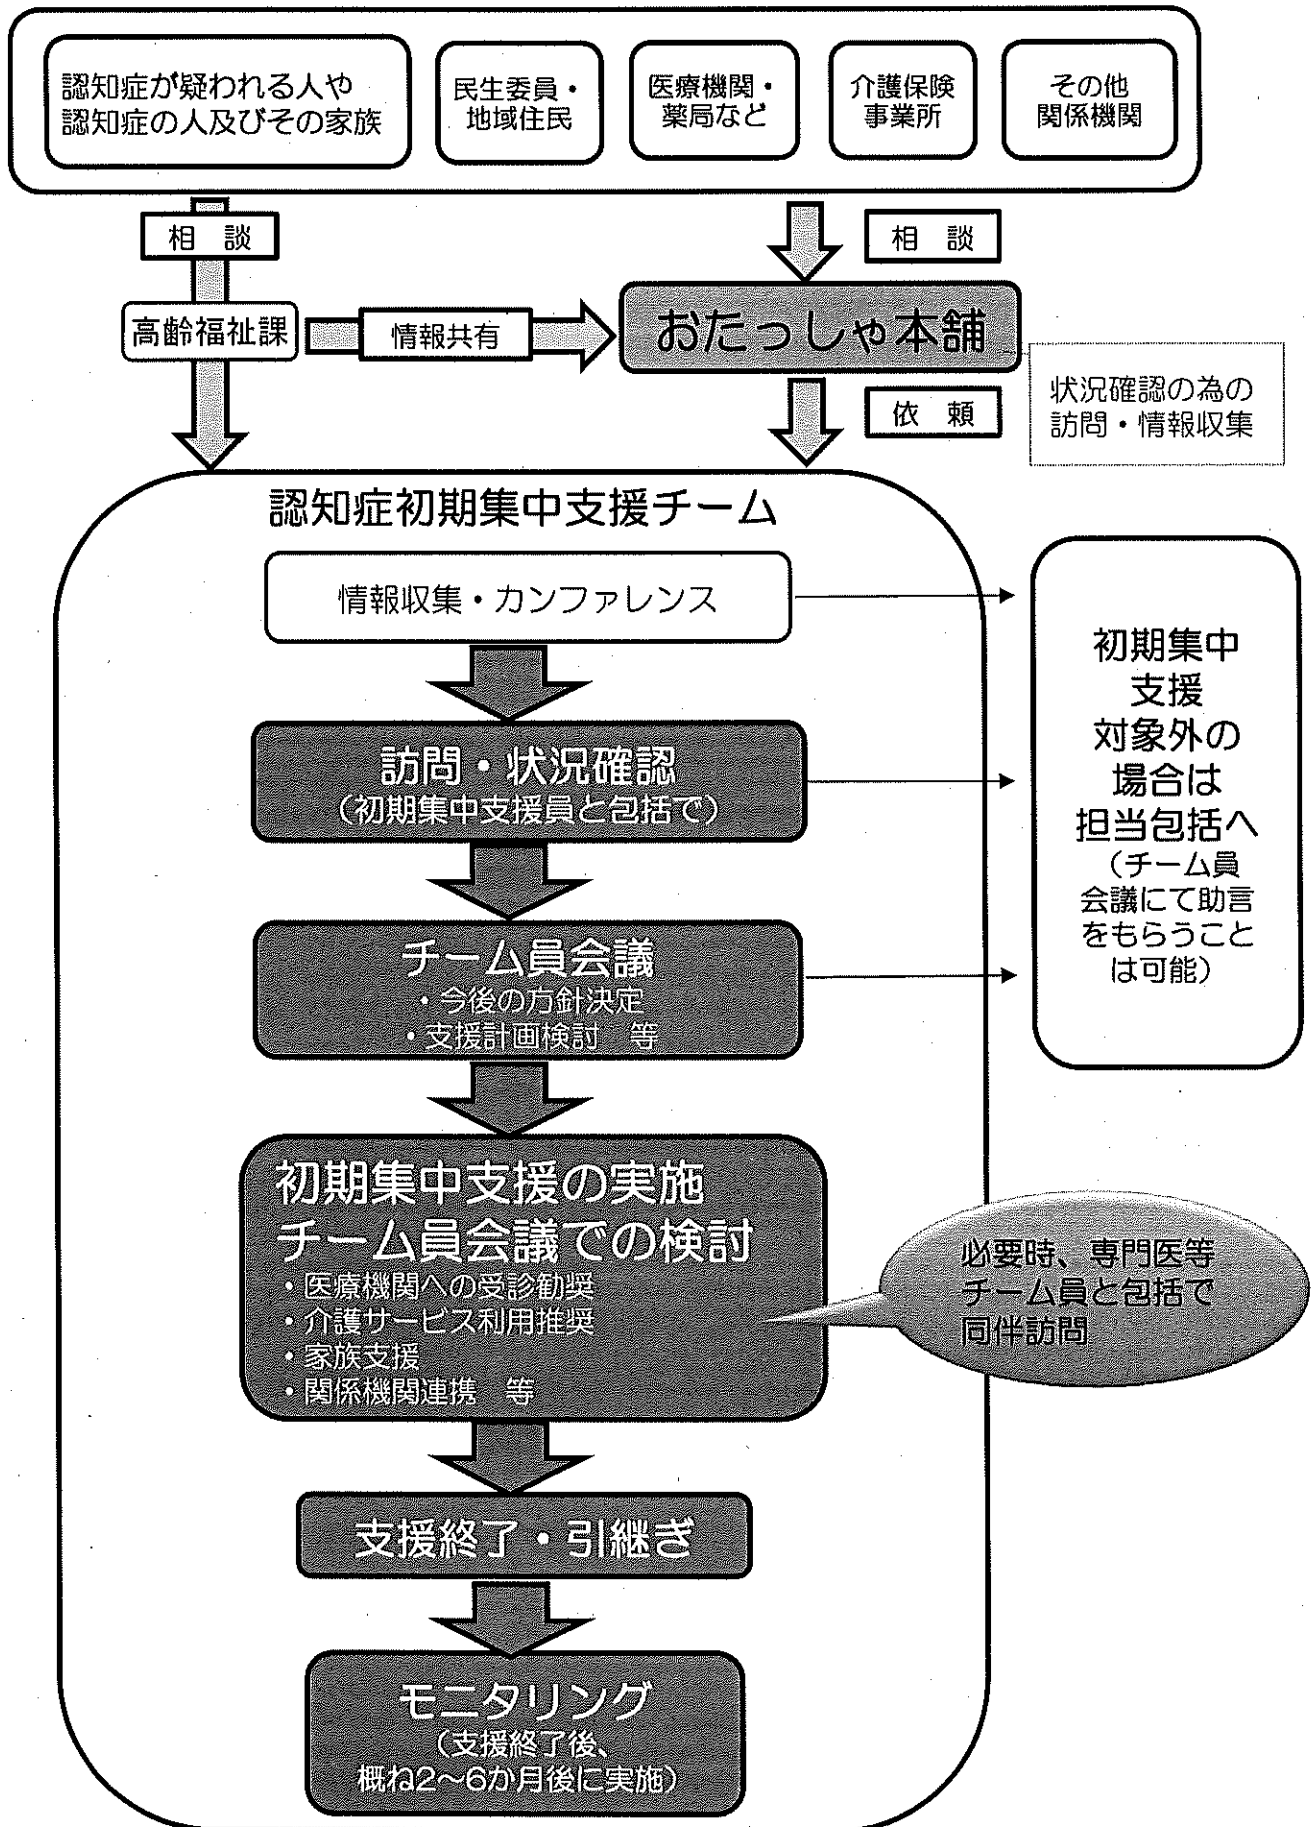 認知症が疑われる人や
認知症の人及びその家族
民生委員・
地域住民
医療機関・
薬局など
介護保険
事業所
その他
関係機関
相　談
相　談
高齢福祉課
情報共有
おたっしゃ本舗
依　頼
状況確認の為の
訪問・情報収集
認知症初期集中支援チーム
情報収集・カンファレンス
訪問・状況確認
（初期集中支援員と包括で）
チーム員会議
・今後の方針決定
・支援計画検討　等
初期集中
支援
対象外の
場合は
担当包括へ
（チーム員
会議にて助言
をもらうこと
は可能）
初期集中支援の実施
チーム員会議での検討
・医療機関への受診勧奨
・介護サービス利用推奨
・家族支援
・関係機関連携　等
必要時、専門医等
チーム員と包括で
同伴訪問
支援終了・引継ぎ
モニタリング
（支援終了後、
概ね2～6か月後に実施）